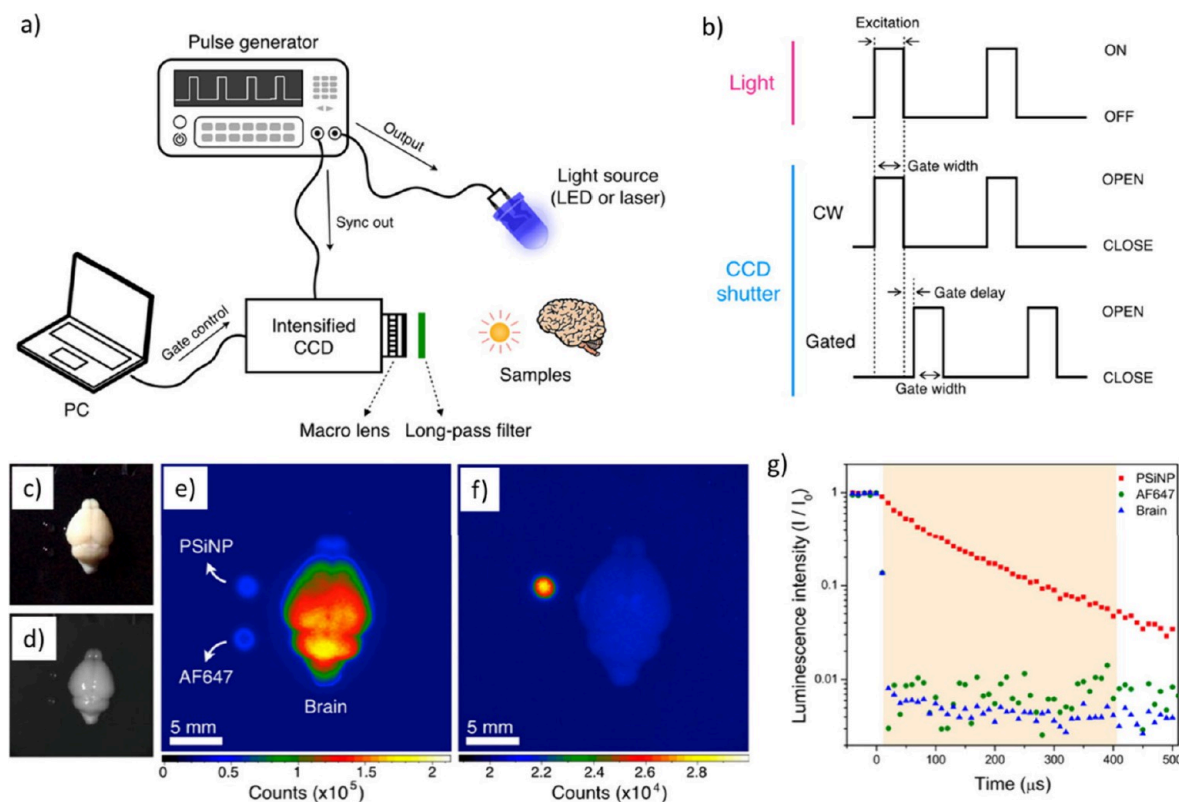 a)
Pulse generator
Output
Light source
(LED or laser)
Sync out
Gate control
Intensified
CCD
PC
Samples
Macro lens
Long-pass filter
b)
Excitation
Light
ON
OFF
Gate width
CW
OPEN
CLOSE
CCD
shutter
Gate delay
Gated
OPEN
Gate width
CLOSE
c)
d)
e)
PSiNP
AF647
Brain
5 mm
0 0.5 1.0 1.5 2.0
Counts (x10⁵)
f)
5 mm
2.0 2.2 2.4 2.6 2.8
Counts (x10⁴)
g)
PSiNP
AF647
Brain
Luminescence intensity (I / I₀)
1
0.1
0.01
0 100 200 300 400 500
Time (μs)